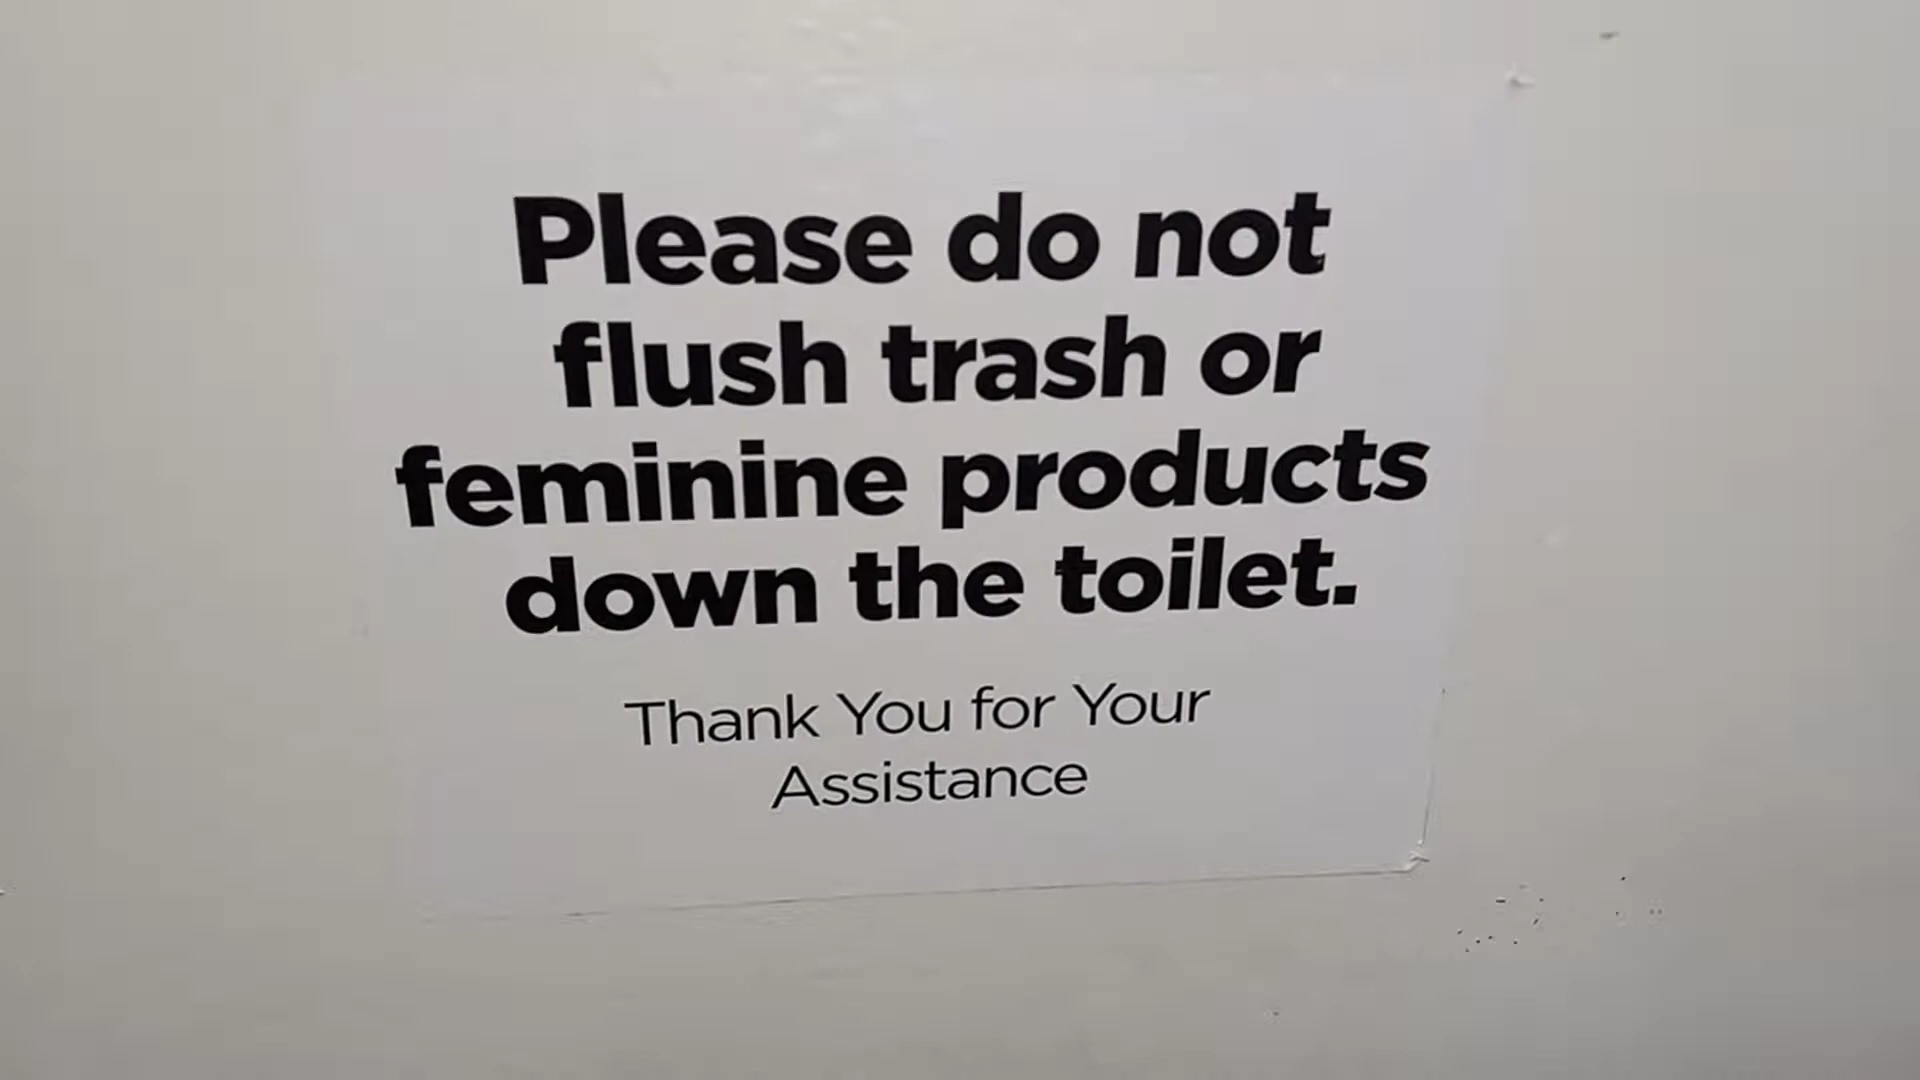 Please do not
flush trash or
feminine products
down the toilet.
Thank You for Your
Assistance